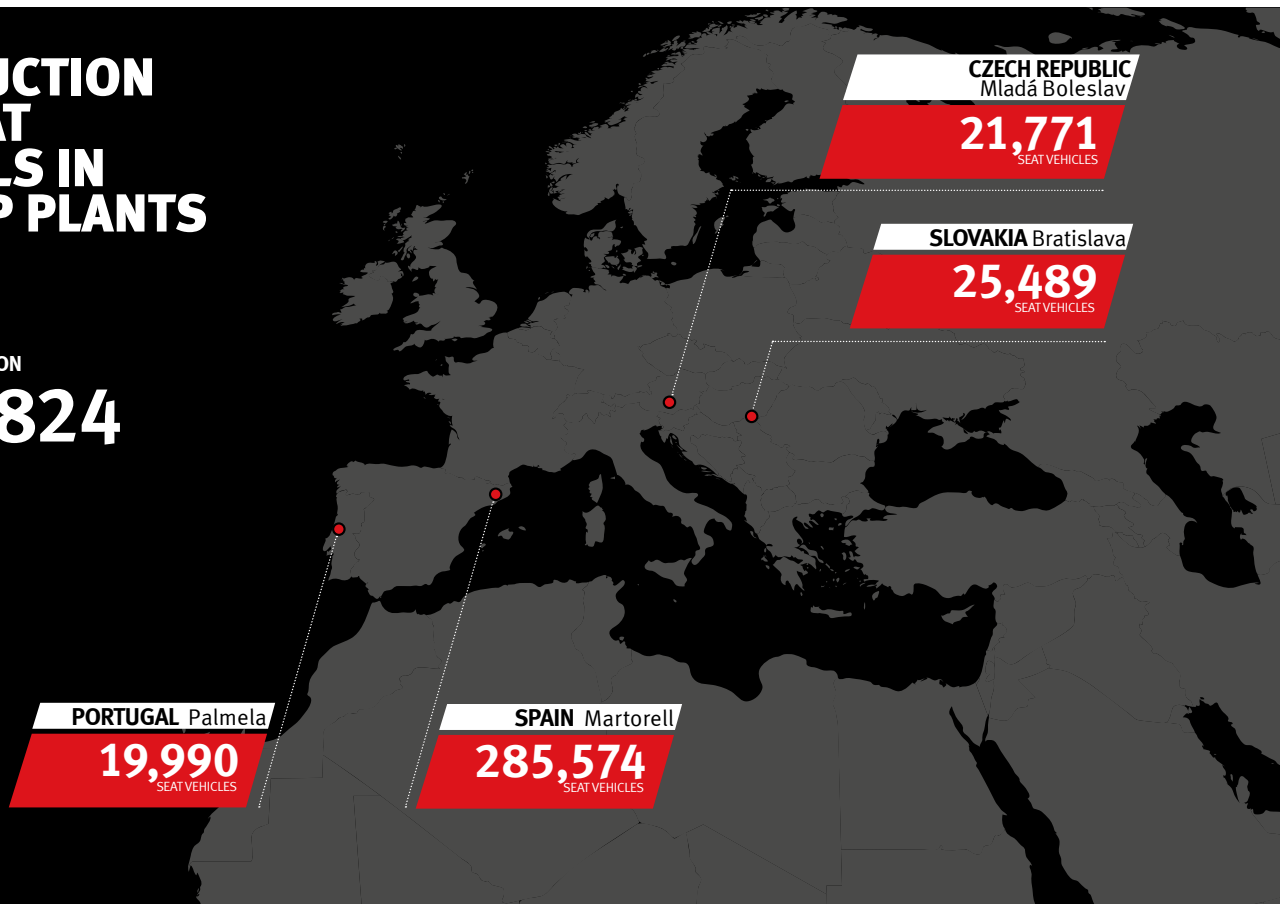 UCTION
AT
LS IN
P PLANTS
ON
824
CZECH REPUBLIC
Mladá Boleslav
21,771
SEAT VEHICLES
SLOVAKIA Bratislava
25,489
SEAT VEHICLES
PORTUGAL Palmela
19,990
SEAT VEHICLES
SPAIN Martorell
285,574
SEAT VEHICLES